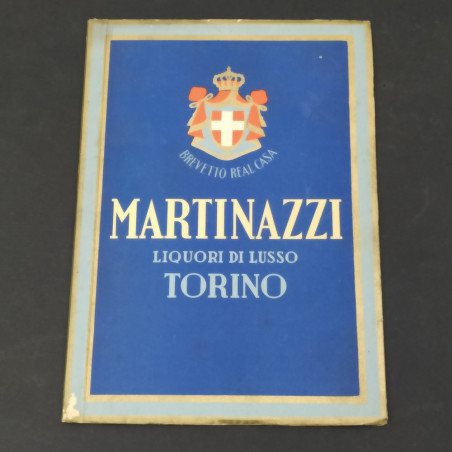 BREVETTO REAL CASA
MARTINAZZI
LIQUORI DI LUSSO
TORINO